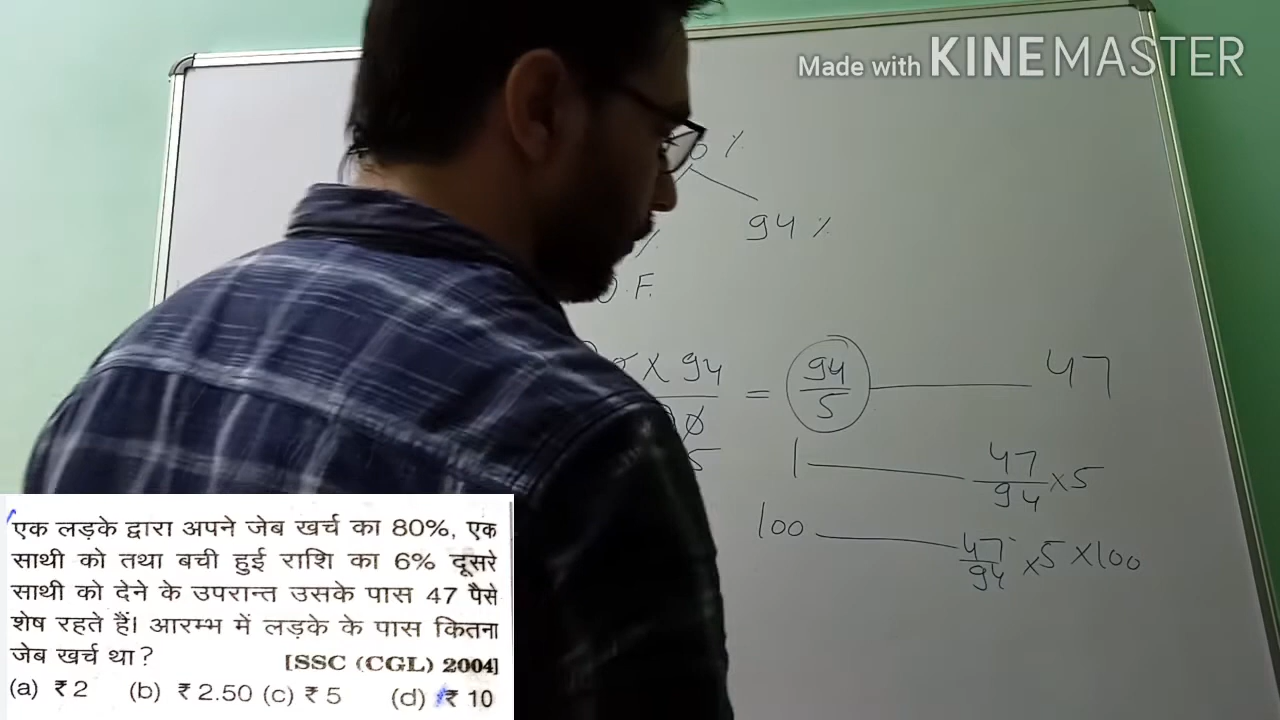 Made with KINEMASTER
94 %
%
O.F.
× 94 = 94/5 — 47
1 — 47/94 × 5
100 — 47/94 × 5 × 100
एक लड़के द्वारा अपने जेब खर्च का 80%, एक
साथी को तथा बची हुई राशि का 6% दूसरे
साथी को देने के उपरान्त उसके पास 47 पैसे
शेष रहते हैं। आरम्भ में लड़के के पास कितना
जेब खर्च था? [SSC (CGL) 2004]
(a) ₹ 2 (b) ₹ 2.50 (c) ₹ 5 (d) ₹ 10